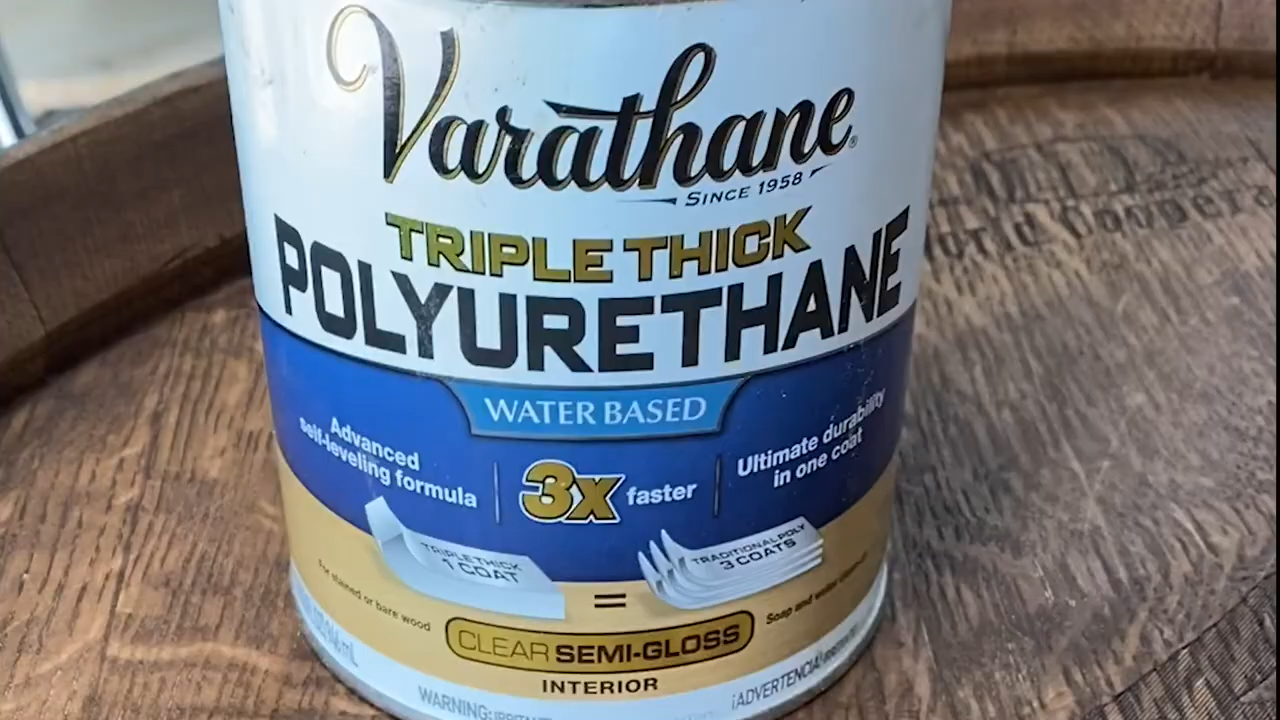 Varathane®
SINCE 1958
TRIPLE THICK
POLYURETHANE
WATER BASED
Advanced
self-leveling formula
3x faster
Ultimate durability
in one coat
TRIPLE THICK
1 COAT
=
TRADITIONAL POLY
3 COATS
For stained or bare wood
Soap and water
CLEAR SEMI-GLOSS
INTERIOR
WARNING:
¡ADVERTENCIA!